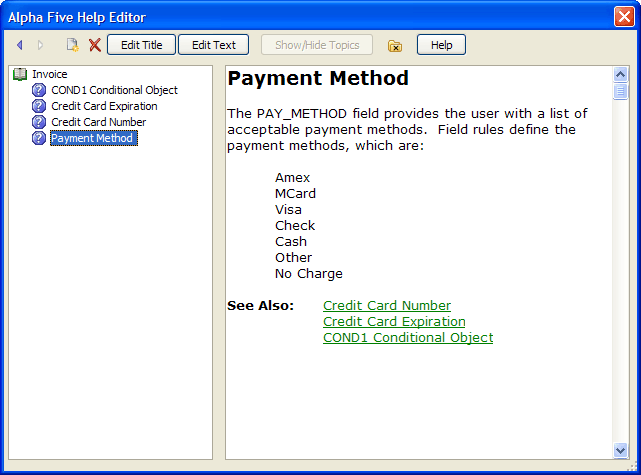 Alpha Five Help Editor
Edit Title Edit Text Show/Hide Topics Help
Invoice
COND1 Conditional Object
Credit Card Expiration
Credit Card Number
Payment Method
Payment Method
The PAY_METHOD field provides the user with a list of
acceptable payment methods.  Field rules define the
payment methods, which are:
Amex
MCard
Visa
Check
Cash
Other
No Charge
See Also: Credit Card Number
Credit Card Expiration
COND1 Conditional Object